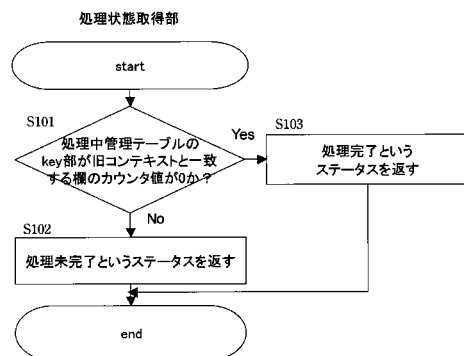 処理状態取得部
start
S101
処理中管理テーブルの
key部が旧コンテキストと一致
する欄のカウンタ値が0か？
Yes
S103
処理完了という
ステータスを返す
No
S102
処理未完了というステータスを返す
end